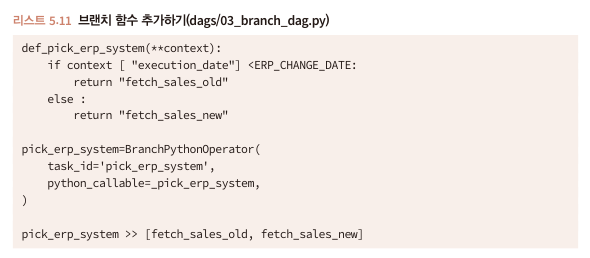 리스트 5.11 브랜치 함수 추가하기(dags/03_branch_dag.py)
def_pick_erp_system(**context):
    if context [ "execution_date"] <ERP_CHANGE_DATE:
        return "fetch_sales_old"
    else :
        return "fetch_sales_new"

pick_erp_system=BranchPythonOperator(
    task_id='pick_erp_system',
    python_callable=_pick_erp_system,
)

pick_erp_system >> [fetch_sales_old, fetch_sales_new]